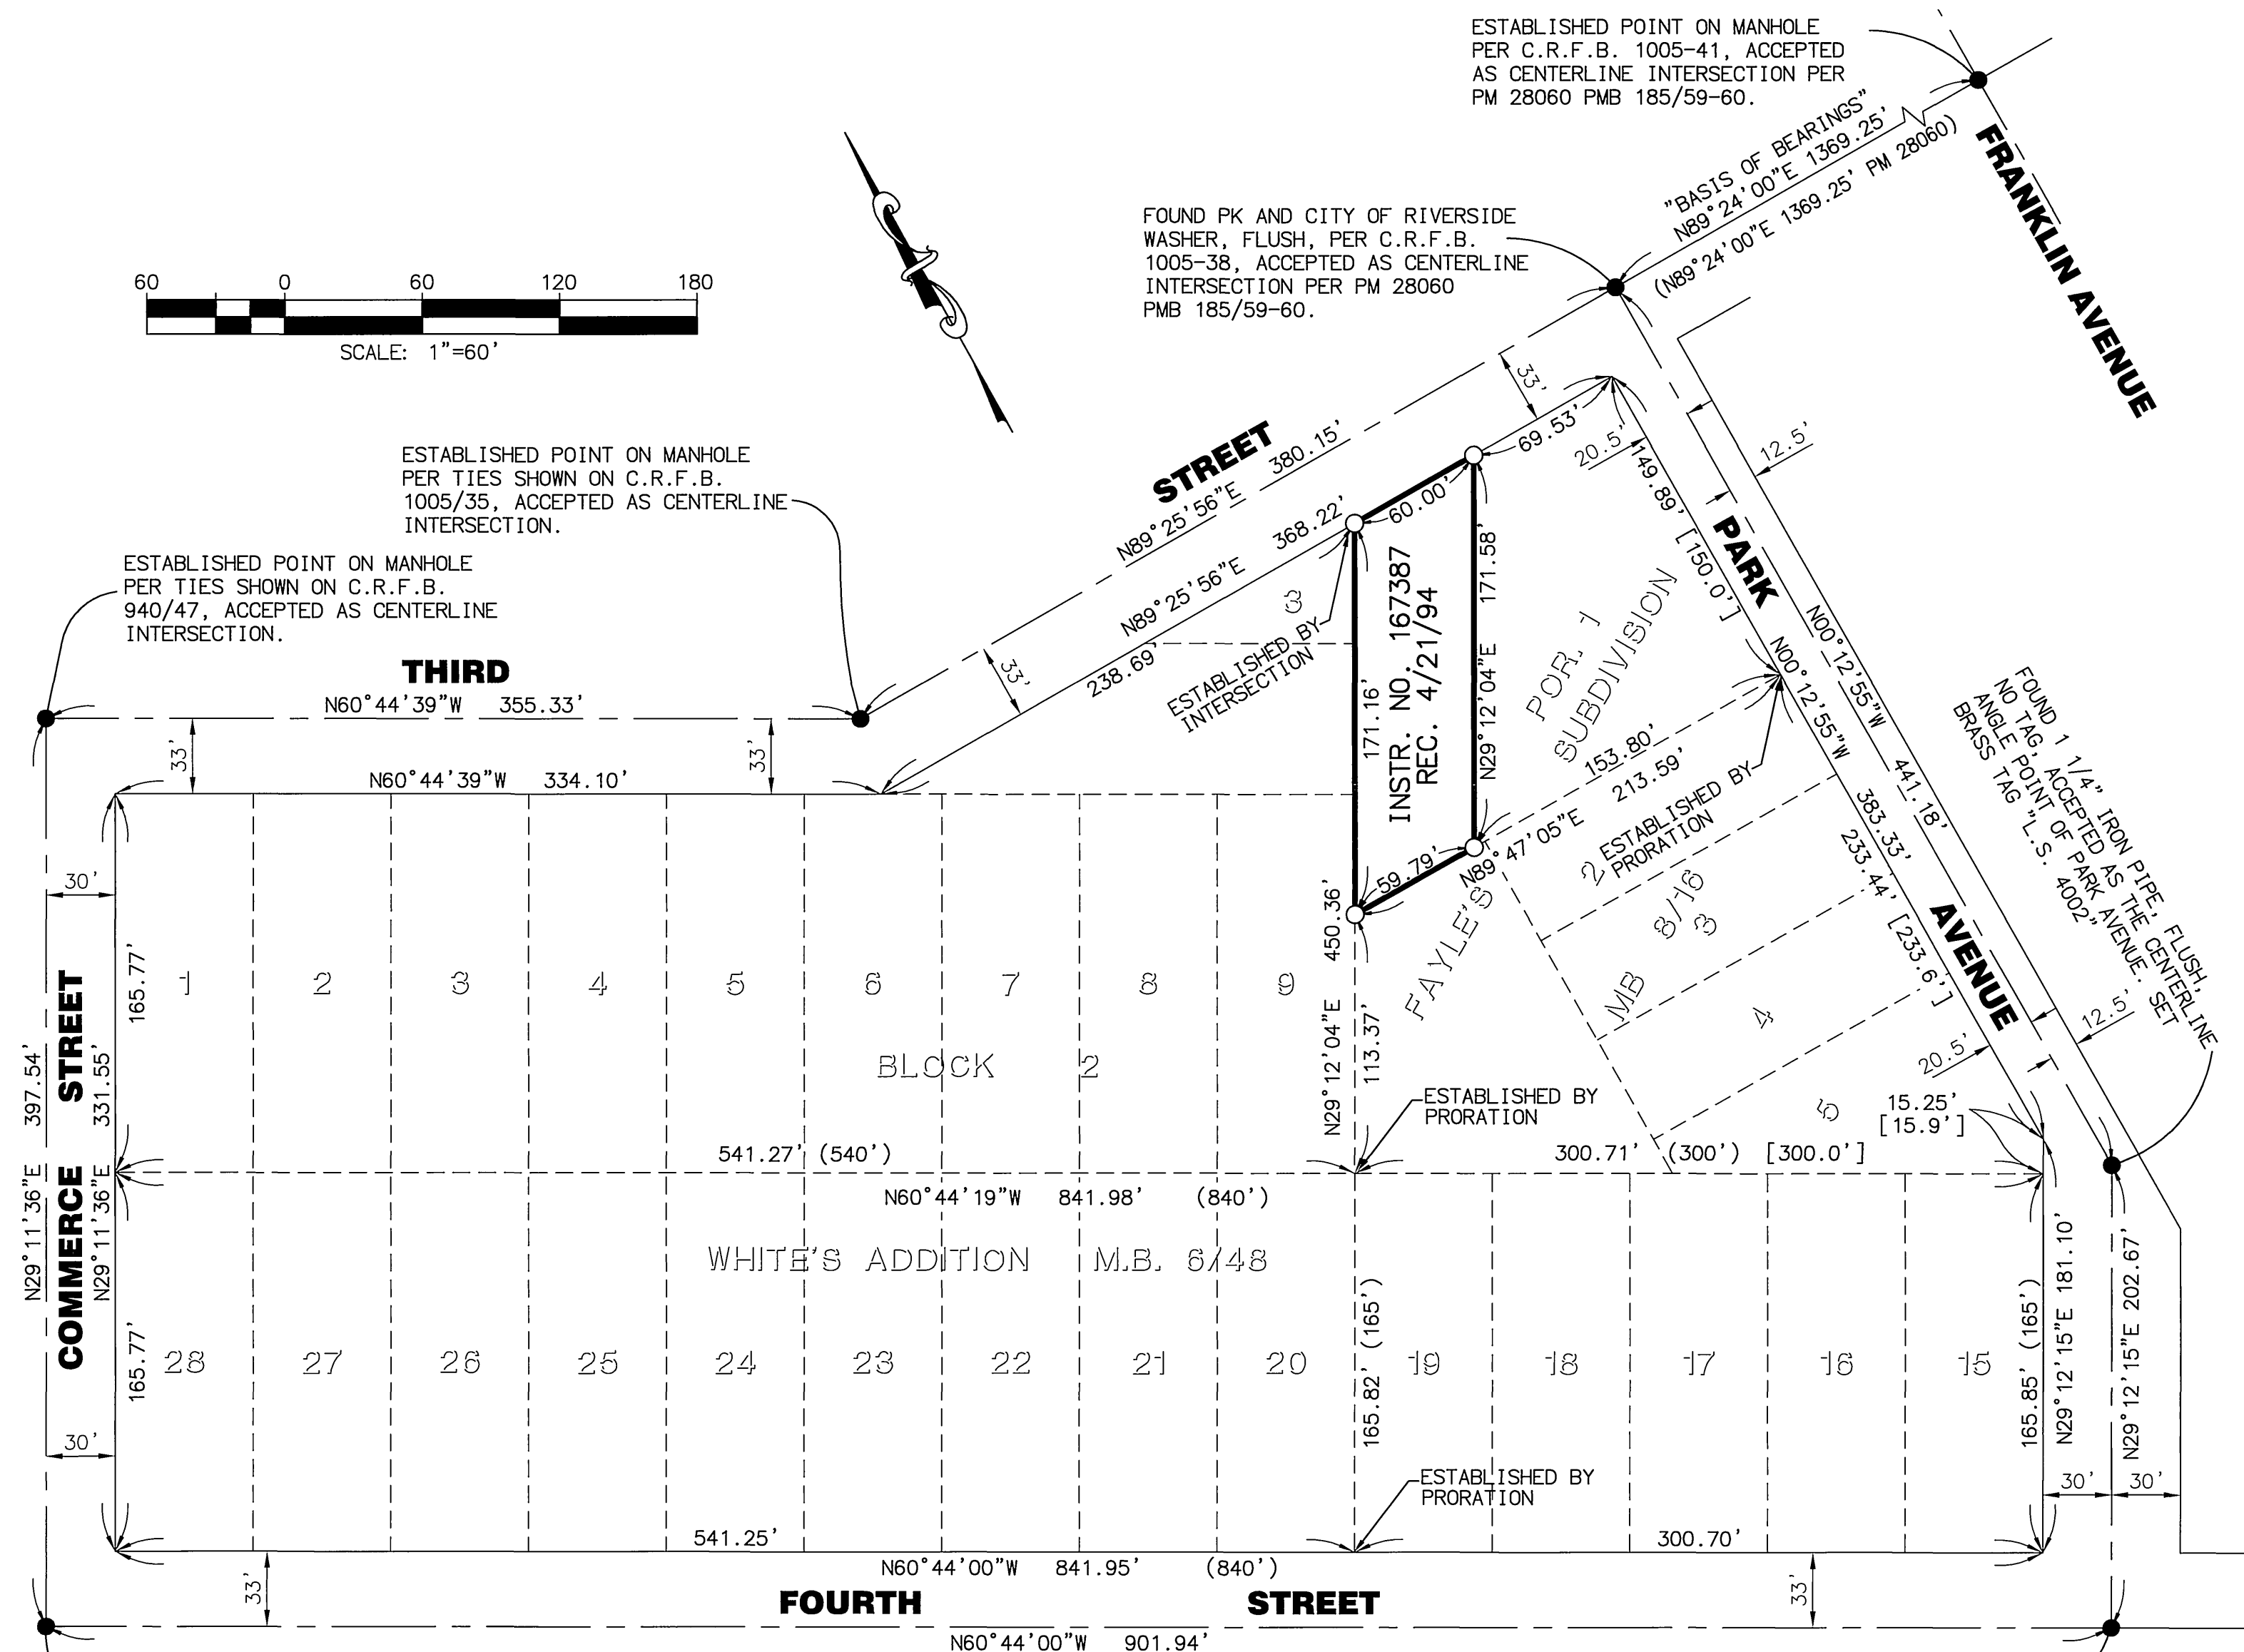 ESTABLISHED POINT ON MANHOLE
PER C.R.F.B. 1005-41, ACCEPTED
AS CENTERLINE INTERSECTION PER
PM 28060 PMB 185/59-60.
"BASIS OF BEARINGS"
N89°24'00"E 1369.25'
(N89°24'00"E 1369.25' PM 28060)
FRANKLIN AVENUE
FOUND PK AND CITY OF RIVERSIDE
WASHER, FLUSH, PER C.R.F.B.
1005-38, ACCEPTED AS CENTERLINE
INTERSECTION PER PM 28060
PMB 185/59-60.
60 0 60 120 180
SCALE: 1"=60'
ESTABLISHED POINT ON MANHOLE
PER TIES SHOWN ON C.R.F.B.
1005/35, ACCEPTED AS CENTERLINE
INTERSECTION.
ESTABLISHED POINT ON MANHOLE
PER TIES SHOWN ON C.R.F.B.
940/47, ACCEPTED AS CENTERLINE
INTERSECTION.
THIRD
STREET
N60°44'39"W 355.33'
33'
33'
N60°44'39"W 334.10'
N89°25'56"E 380.15'
N89°25'56"E 368.22'
238.69'
33'
33'
69.53'
60.00'
20.5'
12.5'
3
ESTABLISHED BY
INTERSECTION
171.16'
INSTR. NO. 167387
REC. 4/21/94
171.58'
N29°12'04"E
POR. 1
SUBDIVISION
149.89' [150.0']
PARK
AVENUE
N00°12'55"W 441.18'
N00°12'55"W 383.33'
233.44' [233.6']
153.80'
N89°47'05"E 213.59'
59.79'
2
ESTABLISHED BY
PRORATION
FAYLE'S
MB 8/16
3
4
5
FOUND 1 1/4" IRON PIPE, FLUSH,
NO TAG, ACCEPTED AS THE CENTERLINE
ANGLE POINT OF PARK AVENUE. SET
BRASS TAG "L.S. 4002"
12.5'
20.5'
15.25'
[15.9']
30'
COMMERCE STREET
N29°11'36"E 397.54'
N29°11'36"E 331.55'
165.77'
165.77'
30'
1 2 3 4 5 6 7 8 9
BLOCK 2
N29°12'04"E 450.36'
113.37'
ESTABLISHED BY
PRORATION
541.27' (540')
300.71' (300') [300.0']
N60°44'19"W 841.98' (840')
WHITE'S ADDITION M.B. 6/48
28 27 26 25 24 23 22 21 20 19 18 17 16 15
165.82' (165')
165.85' (165')
N29°12'15"E 181.10'
N29°12'15"E 202.67'
30' 30'
ESTABLISHED BY
PRORATION
541.25'
300.70'
N60°44'00"W 841.95' (840')
33'
33'
FOURTH STREET
N60°44'00"W 901.94'